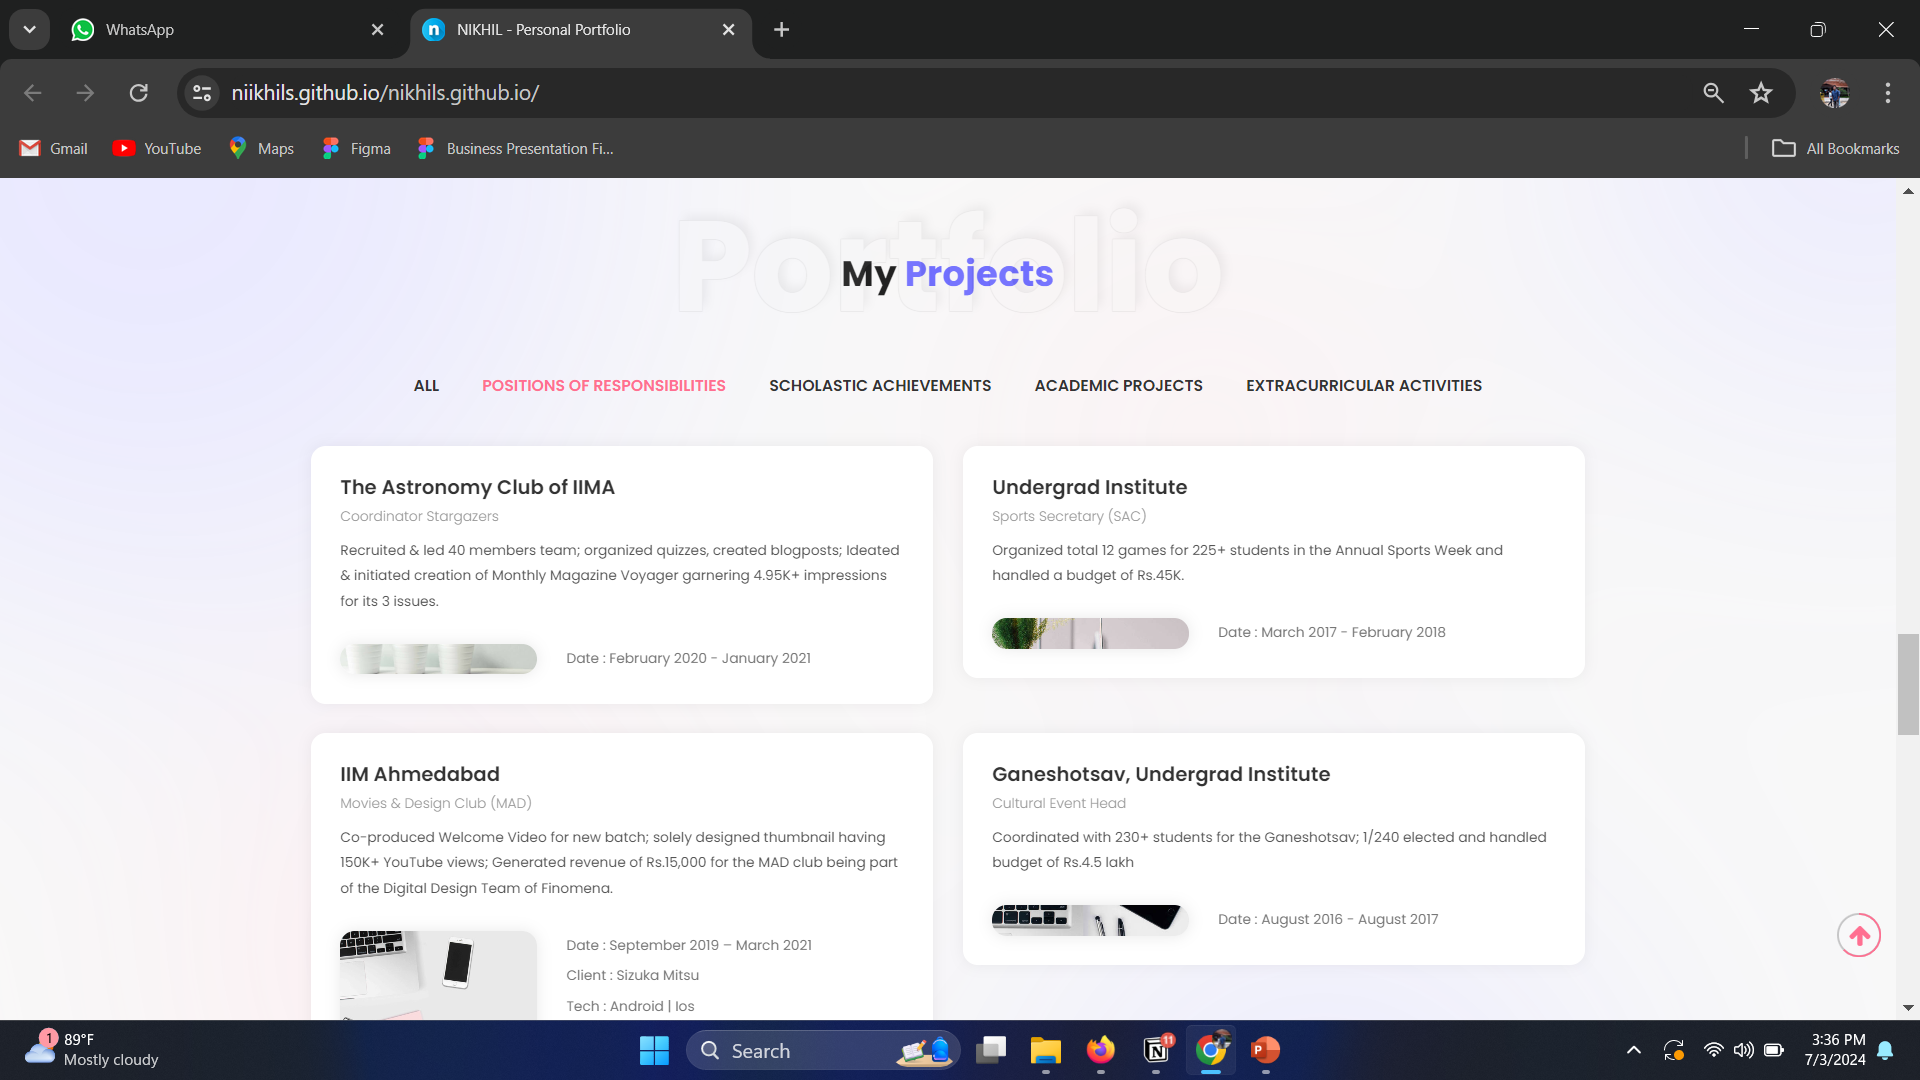 WhatsApp
n NIKHIL - Personal Portfolio
niikhils.github.io/nikhils.github.io/
Gmail
YouTube
Maps
Figma
Business Presentation Fi...
All Bookmarks
Portfolio
My Projects
ALL
POSITIONS OF RESPONSIBILITIES
SCHOLASTIC ACHIEVEMENTS
ACADEMIC PROJECTS
EXTRACURRICULAR ACTIVITIES
The Astronomy Club of IIMA
Coordinator Stargazers
Recruited & led 40 members team; organized quizzes, created blogposts; Ideated
& initiated creation of Monthly Magazine Voyager garnering 4.95K+ impressions
for its 3 issues.
Date : February 2020 - January 2021
Undergrad Institute
Sports Secretary (SAC)
Organized total 12 games for 225+ students in the Annual Sports Week and
handled a budget of Rs.45K.
Date : March 2017 - February 2018
IIM Ahmedabad
Movies & Design Club (MAD)
Co-produced Welcome Video for new batch; solely designed thumbnail having
150K+ YouTube views; Generated revenue of Rs.15,000 for the MAD club being part
of the Digital Design Team of Finomena.
Date : September 2019 – March 2021
Client : Sizuka Mitsu
Tech : Android | Ios
Ganeshotsav, Undergrad Institute
Cultural Event Head
Coordinated with 230+ students for the Ganeshotsav; 1/240 elected and handled
budget of Rs.4.5 lakh
Date : August 2016 - August 2017
1
89°F
Mostly cloudy
Search
11
3:36 PM
7/3/2024